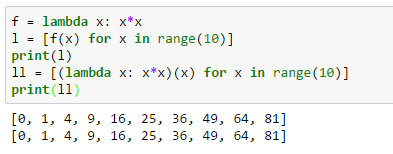 f = lambda x: x*x
l = [f(x) for x in range(10)]
print(l)
ll = [(lambda x: x*x)(x) for x in range(10)]
print(ll)
[0, 1, 4, 9, 16, 25, 36, 49, 64, 81]
[0, 1, 4, 9, 16, 25, 36, 49, 64, 81]